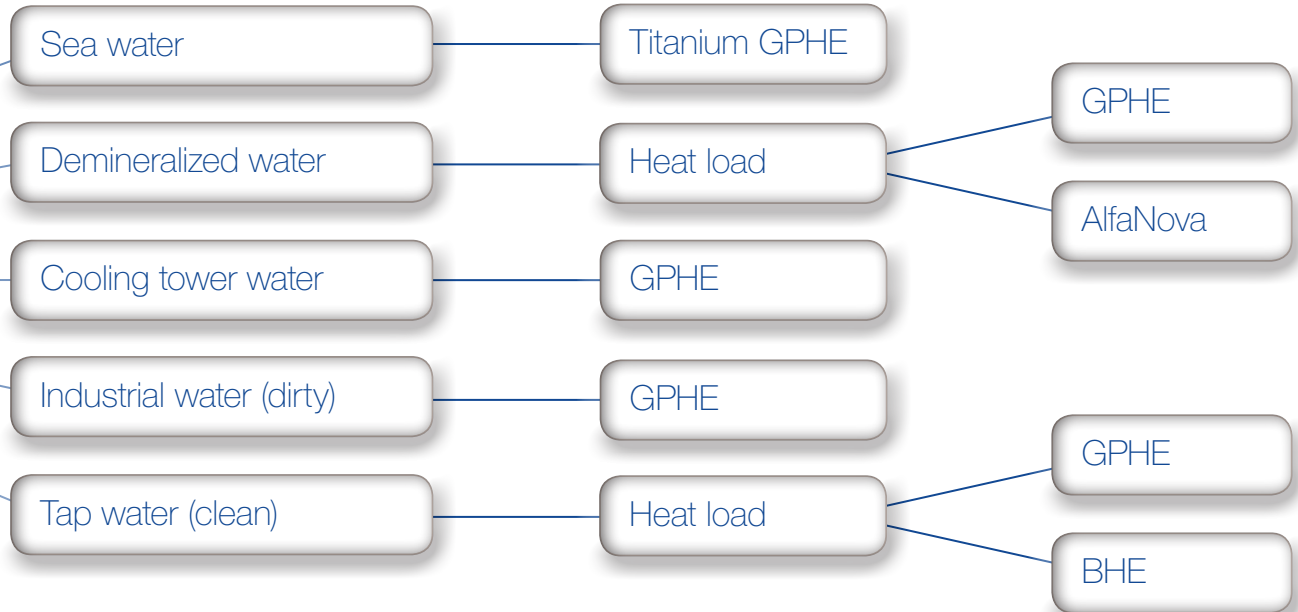 Sea water
Titanium GPHE
GPHE
Demineralized water
Heat load
AlfaNova
Cooling tower water
GPHE
Industrial water (dirty)
GPHE
GPHE
Tap water (clean)
Heat load
BHE